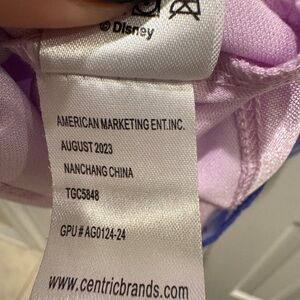 © Disney
AMERICAN MARKETING ENT.INC.
AUGUST 2023
NANCHANG CHINA
TGC5848
GPU # AG0124-24
www.centricbrands.com